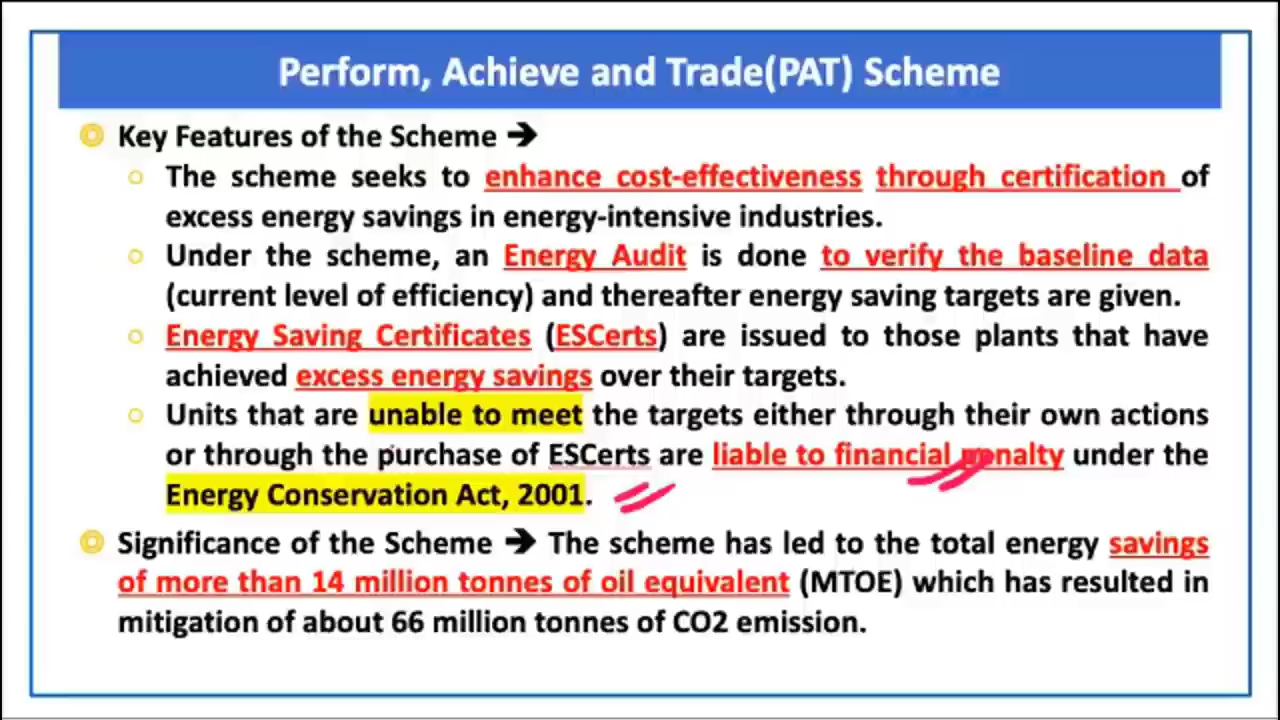 Perform, Achieve and Trade(PAT) Scheme
Key Features of the Scheme ➔
The scheme seeks to enhance cost-effectiveness through certification of
excess energy savings in energy-intensive industries.
Under the scheme, an Energy Audit is done to verify the baseline data
(current level of efficiency) and thereafter energy saving targets are given.
Energy Saving Certificates (ESCerts) are issued to those plants that have
achieved excess energy savings over their targets.
Units that are unable to meet the targets either through their own actions
or through the purchase of ESCerts are liable to financial penalty under the
Energy Conservation Act, 2001.
Significance of the Scheme ➔ The scheme has led to the total energy savings
of more than 14 million tonnes of oil equivalent (MTOE) which has resulted in
mitigation of about 66 million tonnes of CO2 emission.